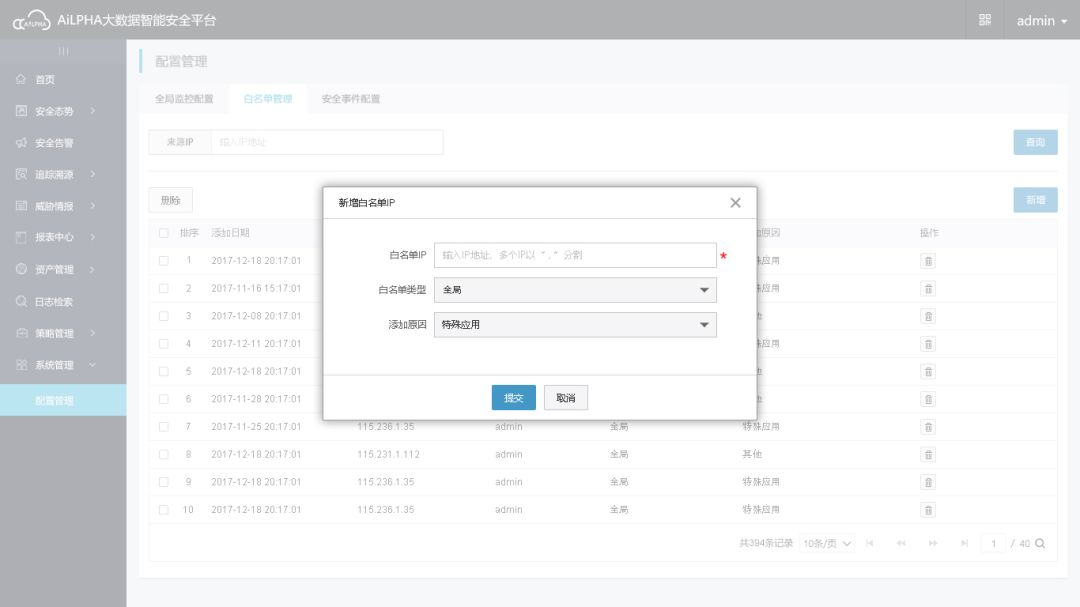 AiLPHA
AiLPHA大数据智能安全平台
admin
首页
安全态势
安全告警
追踪溯源
威胁情报
报表中心
资产管理
日志检索
策略管理
系统管理
配置管理
配置管理
全局监控配置 白名单管理 安全事件配置
来源IP 输入IP地址 查询
删除 新增
新增白名单IP
白名单IP 输入IP地址,多个IP以“,”分割 *
白名单类型 全局
添加原因 特殊应用
提交 取消
排序 添加日期 加原因 操作
1 2017-12-18 20:17:01 殊应用
2 2017-11-16 15:17:01 殊应用
3 2017-12-08 20:17:01 他
4 2017-12-11 20:17:01 殊应用
5 2017-12-18 20:17:01 他
6 2017-11-28 20:17:01 他
7 2017-11-25 20:17:01 115.236.1.35 admin 全局 特殊应用
8 2017-12-18 20:17:01 115.231.1.112 admin 全局 其他
9 2017-12-18 20:17:01 115.236.1.35 admin 全局 特殊应用
10 2017-12-18 20:17:01 115.236.1.35 admin 全局 特殊应用
共394条记录 10条/页 1 / 40